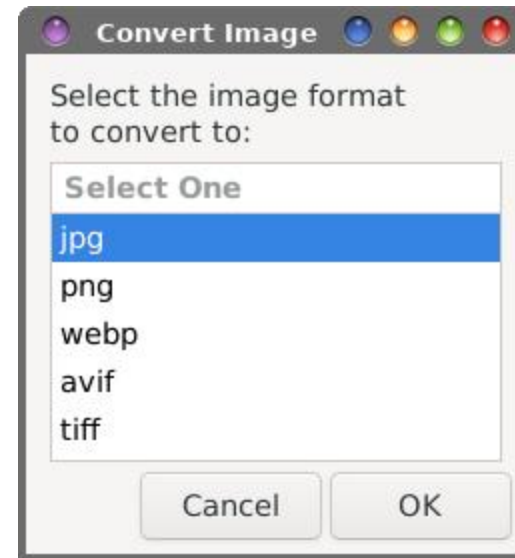 Convert Image
Select the image format
to convert to:
Select One
jpg
png
webp
avif
tiff
Cancel OK